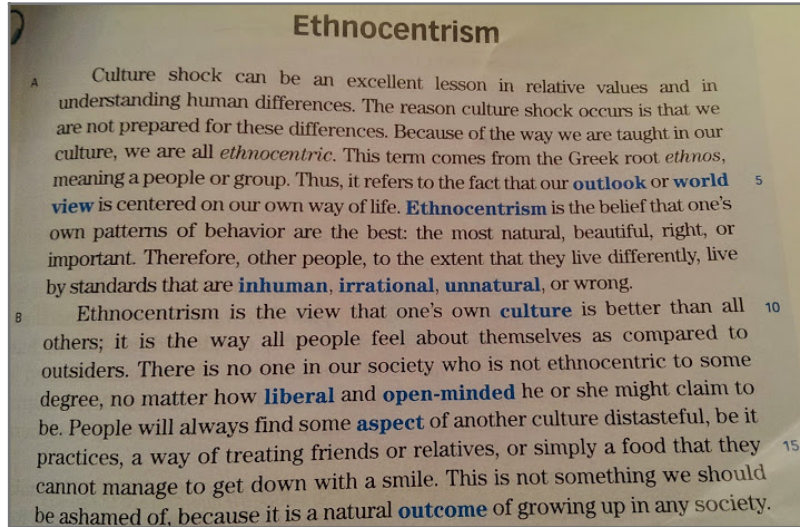 Ethnocentrism
A Culture shock can be an excellent lesson in relative values and in
understanding human differences. The reason culture shock occurs is that we
are not prepared for these differences. Because of the way we are taught in our
culture, we are all ethnocentric. This term comes from the Greek root ethnos,
meaning a people or group. Thus, it refers to the fact that our outlook or world 5
view is centered on our own way of life. Ethnocentrism is the belief that one's
own patterns of behavior are the best: the most natural, beautiful, right, or
important. Therefore, other people, to the extent that they live differently, live
by standards that are inhuman, irrational, unnatural, or wrong.
B Ethnocentrism is the view that one's own culture is better than all 10
others; it is the way all people feel about themselves as compared to
outsiders. There is no one in our society who is not ethnocentric to some
degree, no matter how liberal and open-minded he or she might claim to
be. People will always find some aspect of another culture distasteful, be it
practices, a way of treating friends or relatives, or simply a food that they 15
cannot manage to get down with a smile. This is not something we should
be ashamed of, because it is a natural outcome of growing up in any society.